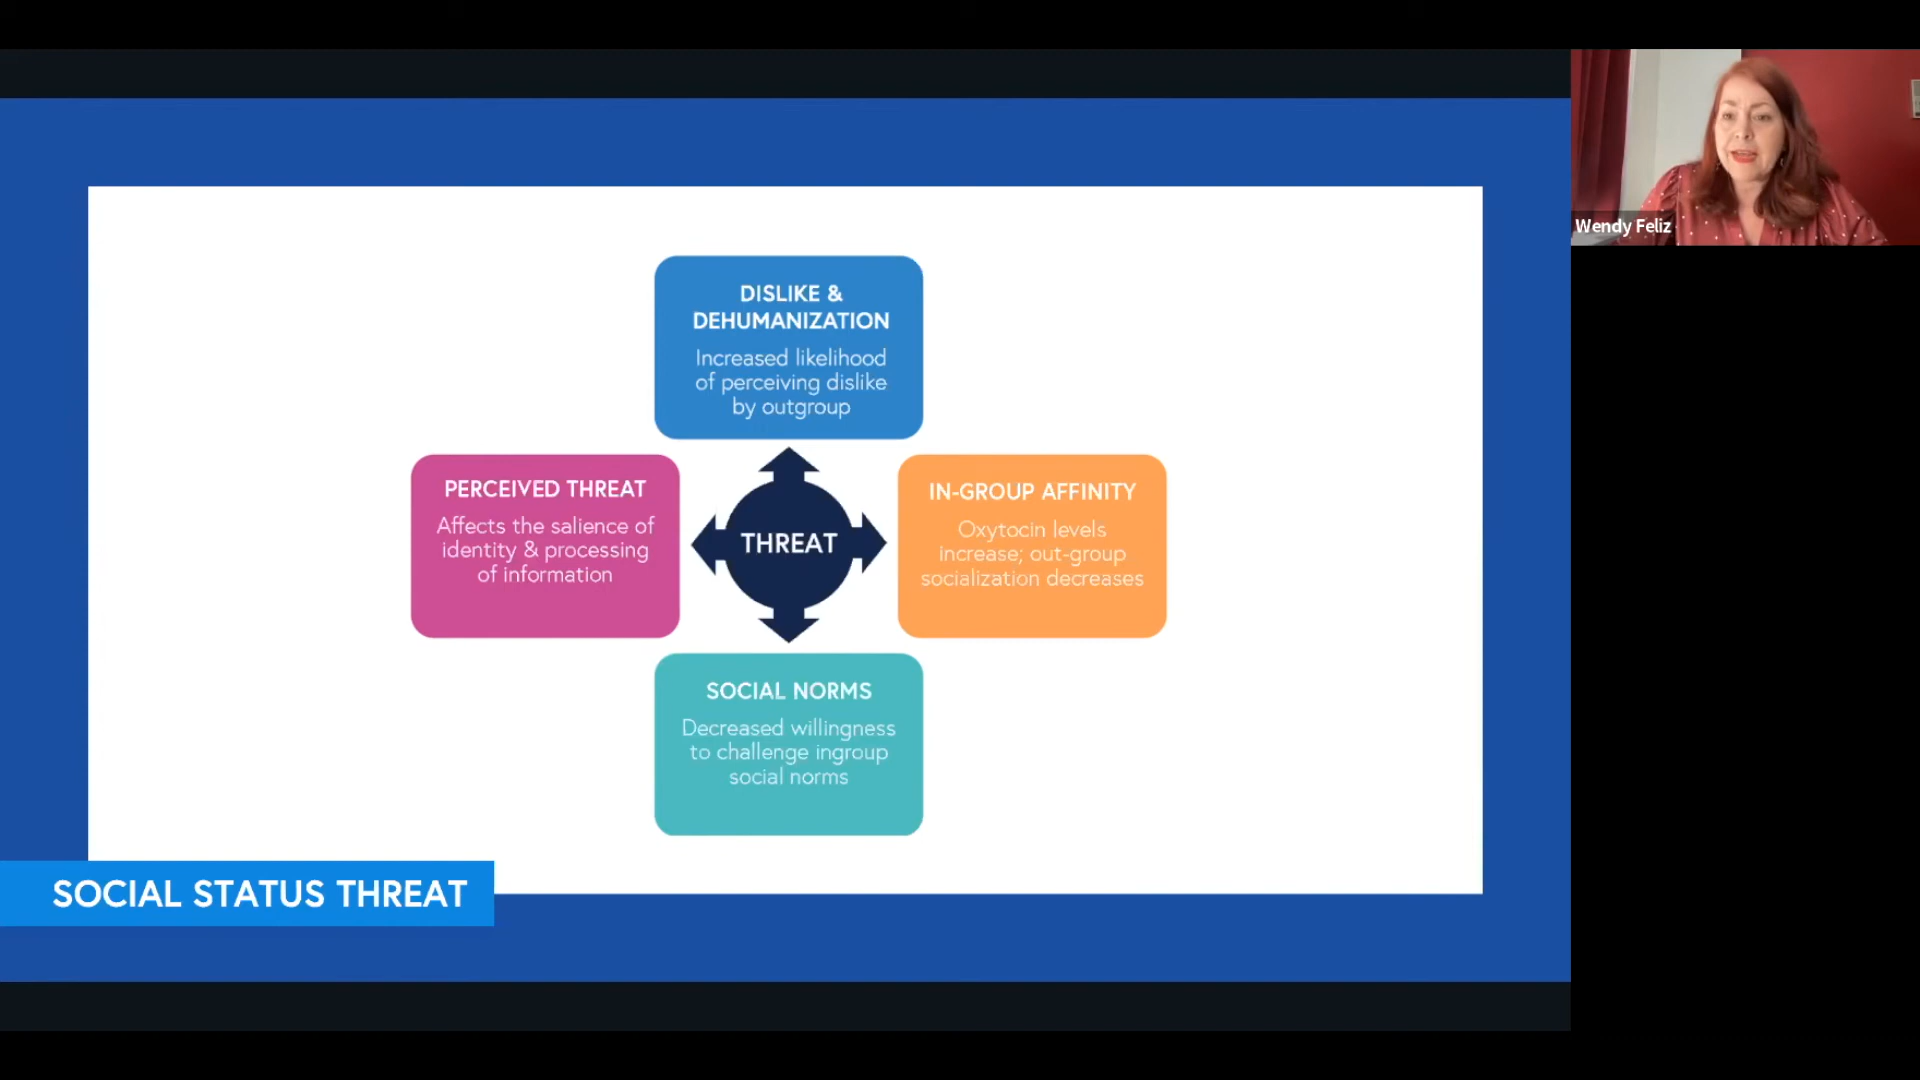 Wendy Feliz
DISLIKE &
DEHUMANIZATION
Increased likelihood
of perceiving dislike
by outgroup
PERCEIVED THREAT
Affects the salience of
identity & processing
of information
THREAT
IN-GROUP AFFINITY
Oxytocin levels
increase; out-group
socialization decreases
SOCIAL NORMS
Decreased willingness
to challenge ingroup
social norms
SOCIAL STATUS THREAT